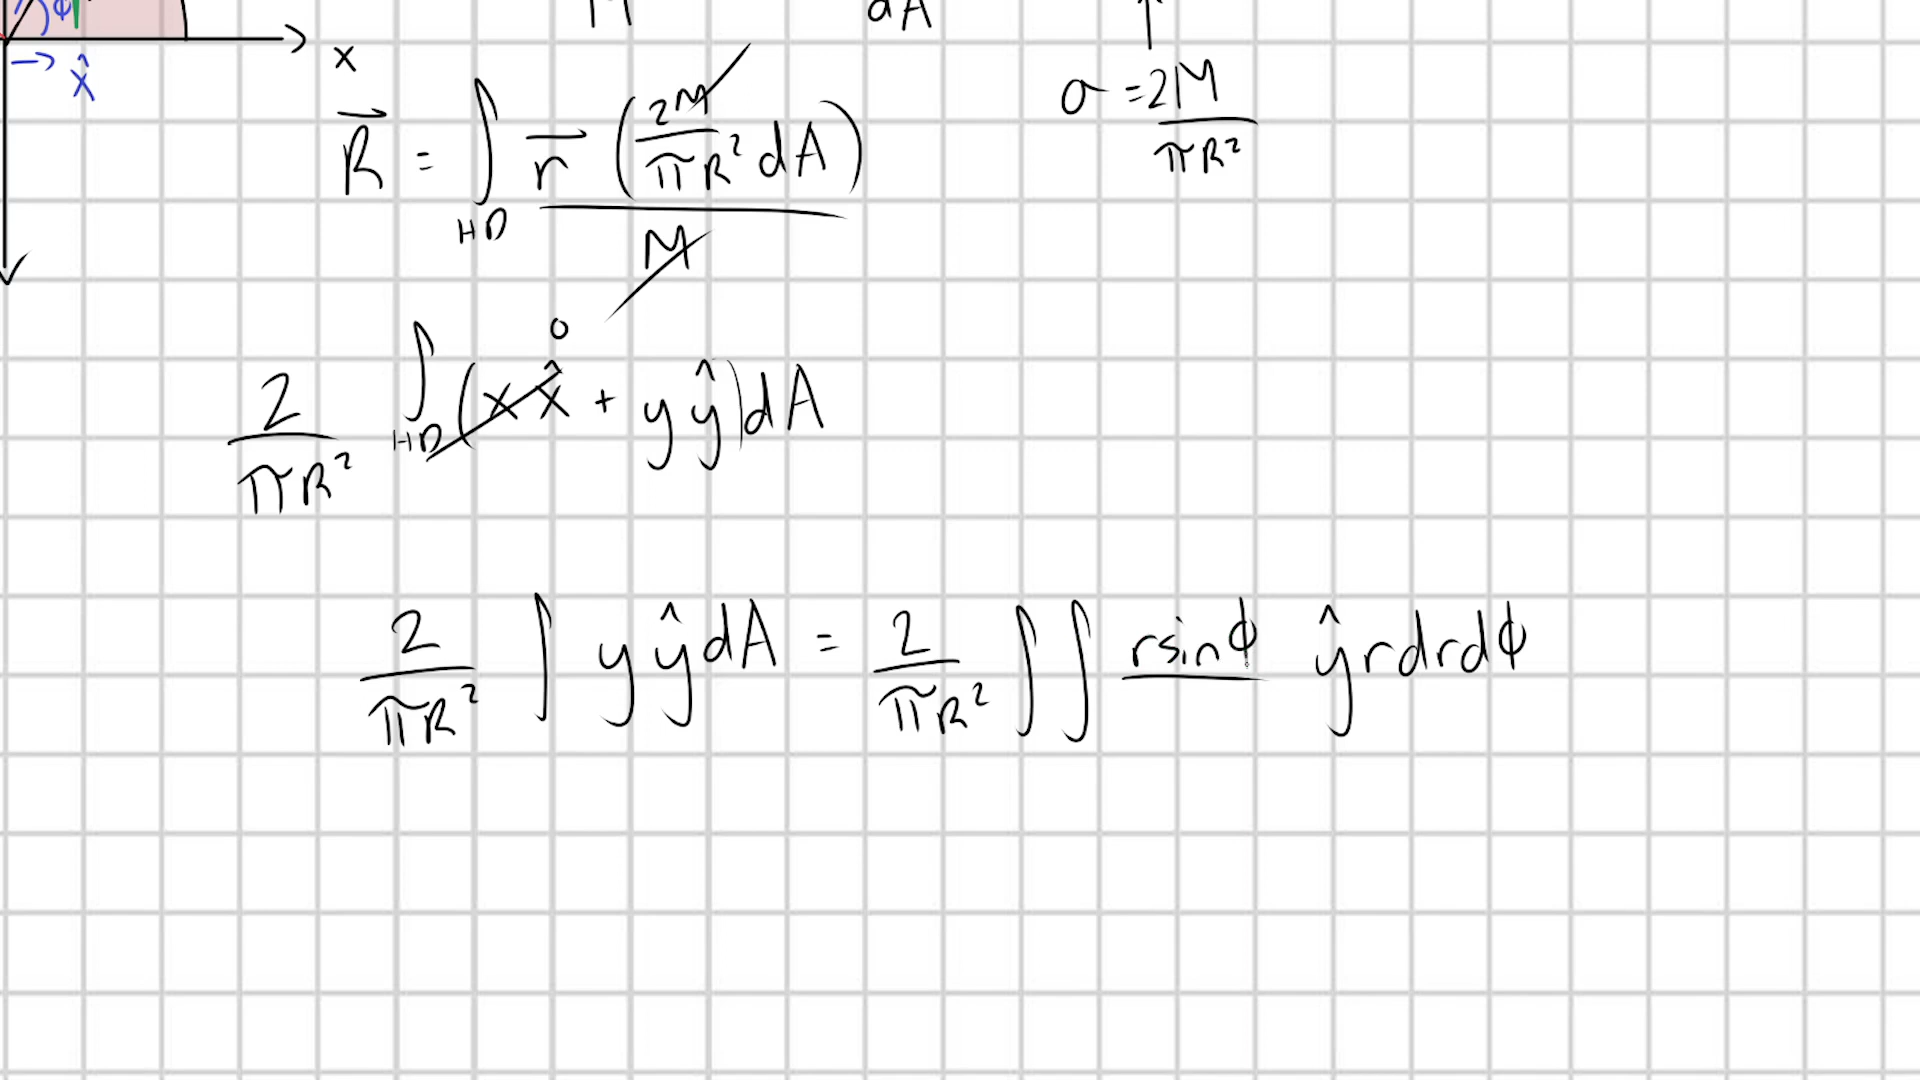 ϕ
x
x̂
M
dA
σ = 2M / πR²
R⃗ = ∫_HD r⃗ (2M / πR² dA) / M
2 / πR² ∫_HD (x x̂ + y ŷ) dA
0
2 / πR² ∫ y ŷ dA = 2 / πR² ∫∫ r sinϕ ŷ r dr dϕ